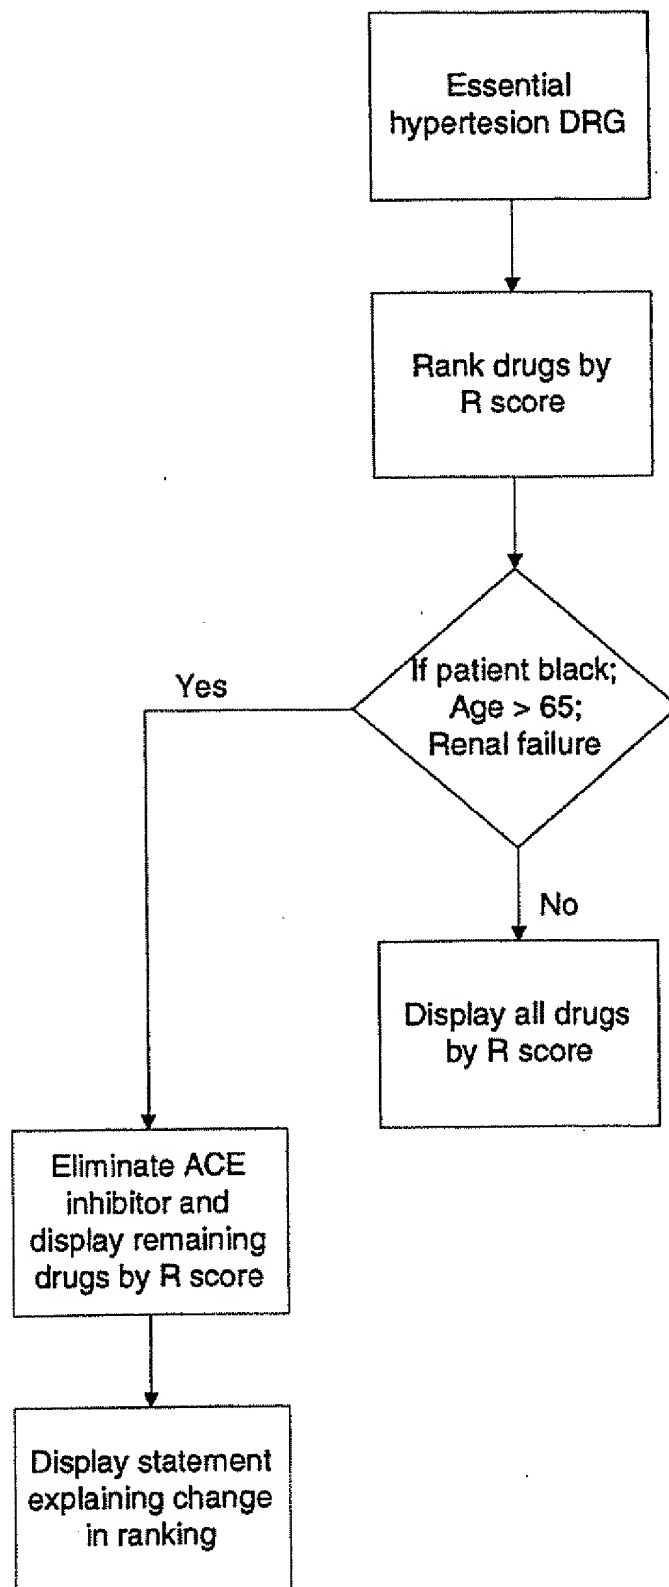 Essential
hypertesion DRG
Rank drugs by
R score
If patient black;
Age > 65;
Renal failure
Yes
No
Display all drugs
by R score
Eliminate ACE
inhibitor and
display remaining
drugs by R score
Display statement
explaining change
in ranking